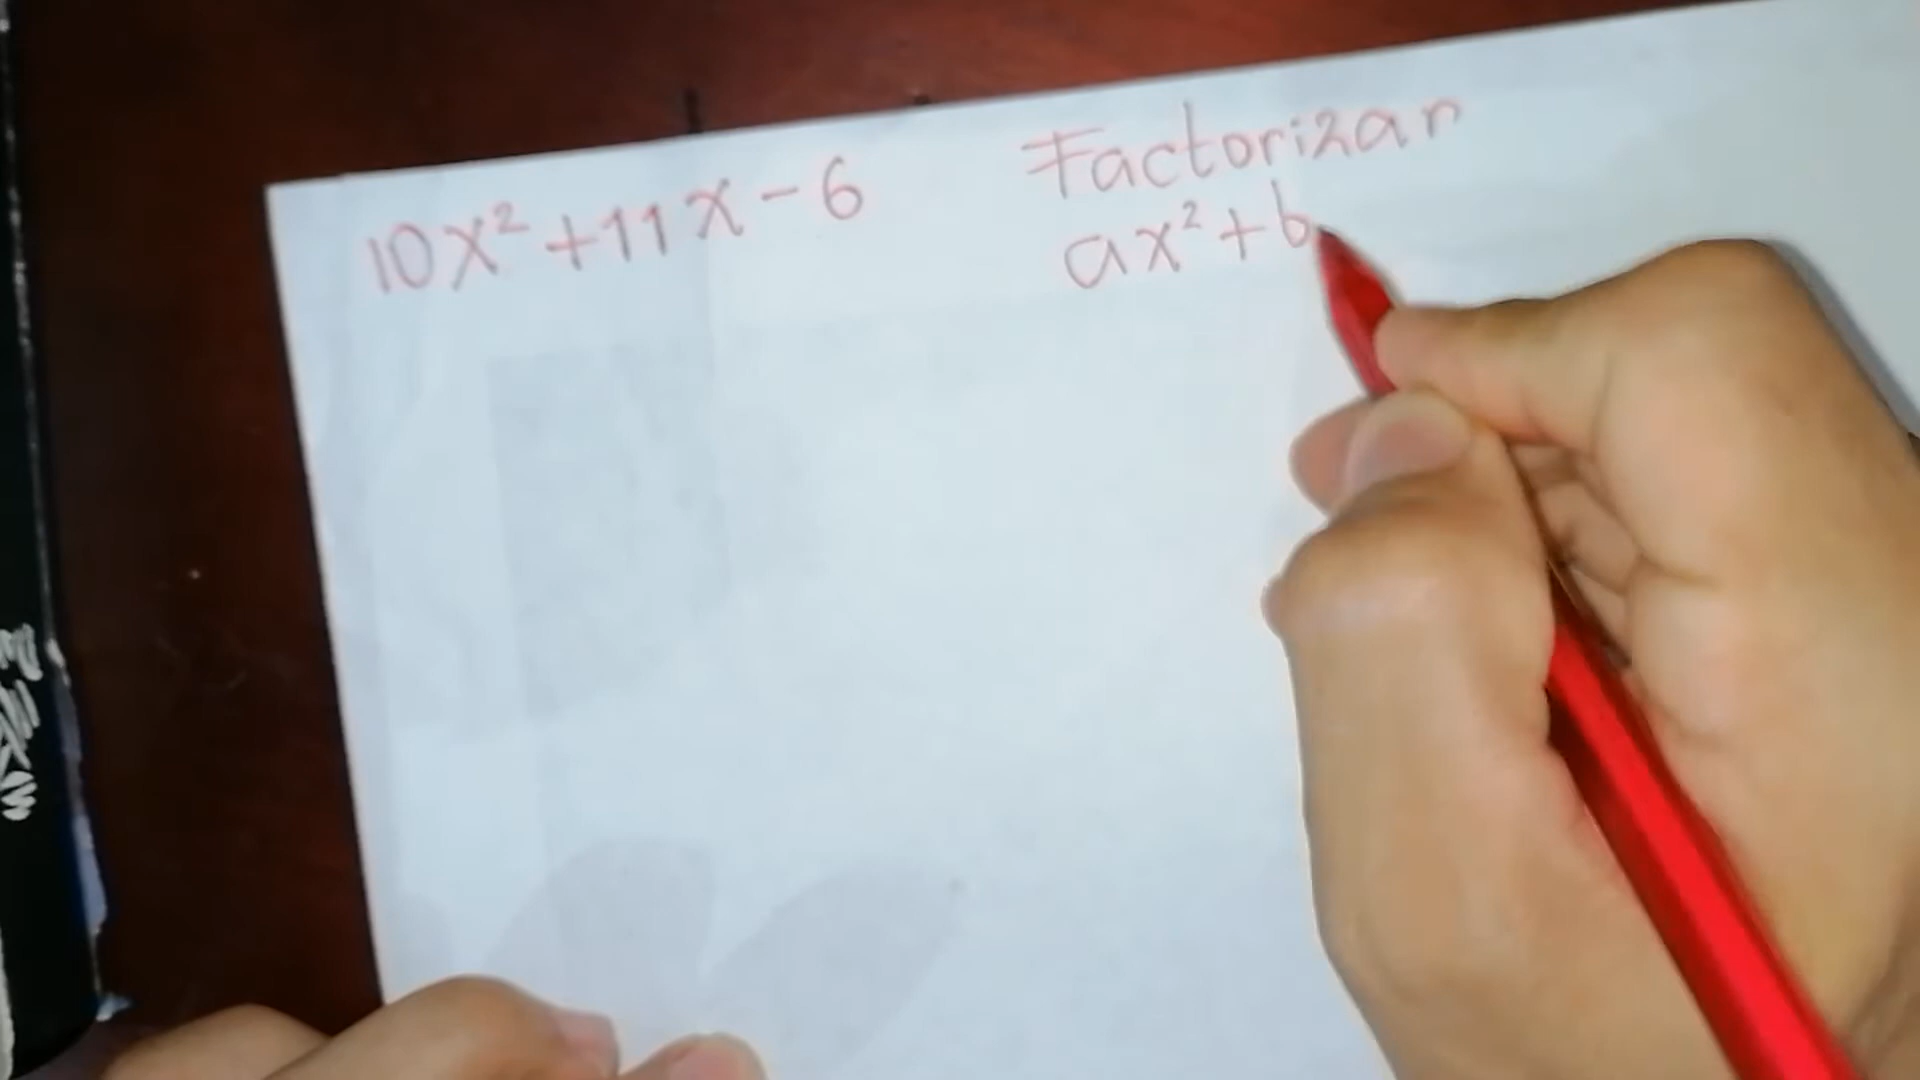 10x² + 11x - 6
Factorizar
ax² + b